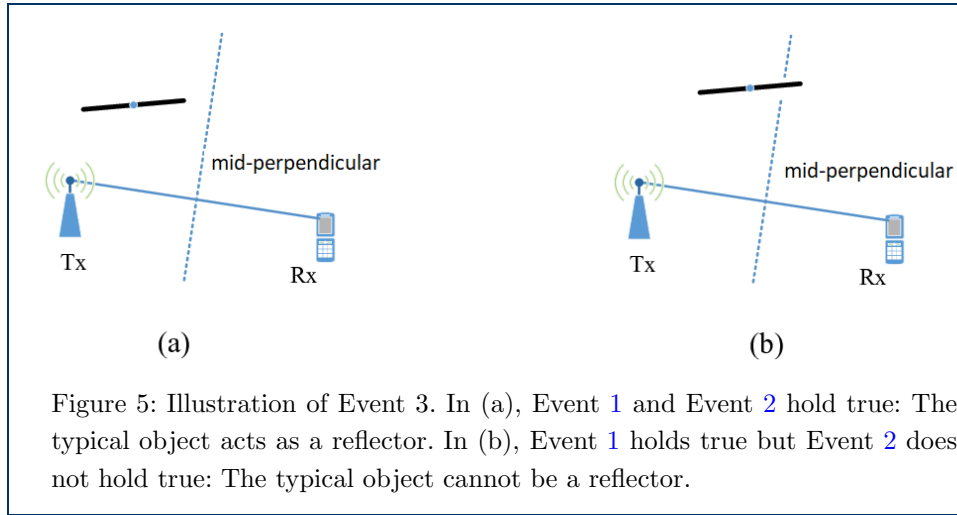 mid-perpendicular
Tx
Rx
(a)
mid-perpendicular
Tx
Rx
(b)
Figure 5: Illustration of Event 3. In (a), Event 1 and Event 2 hold true: The
typical object acts as a reflector. In (b), Event 1 holds true but Event 2 does
not hold true: The typical object cannot be a reflector.